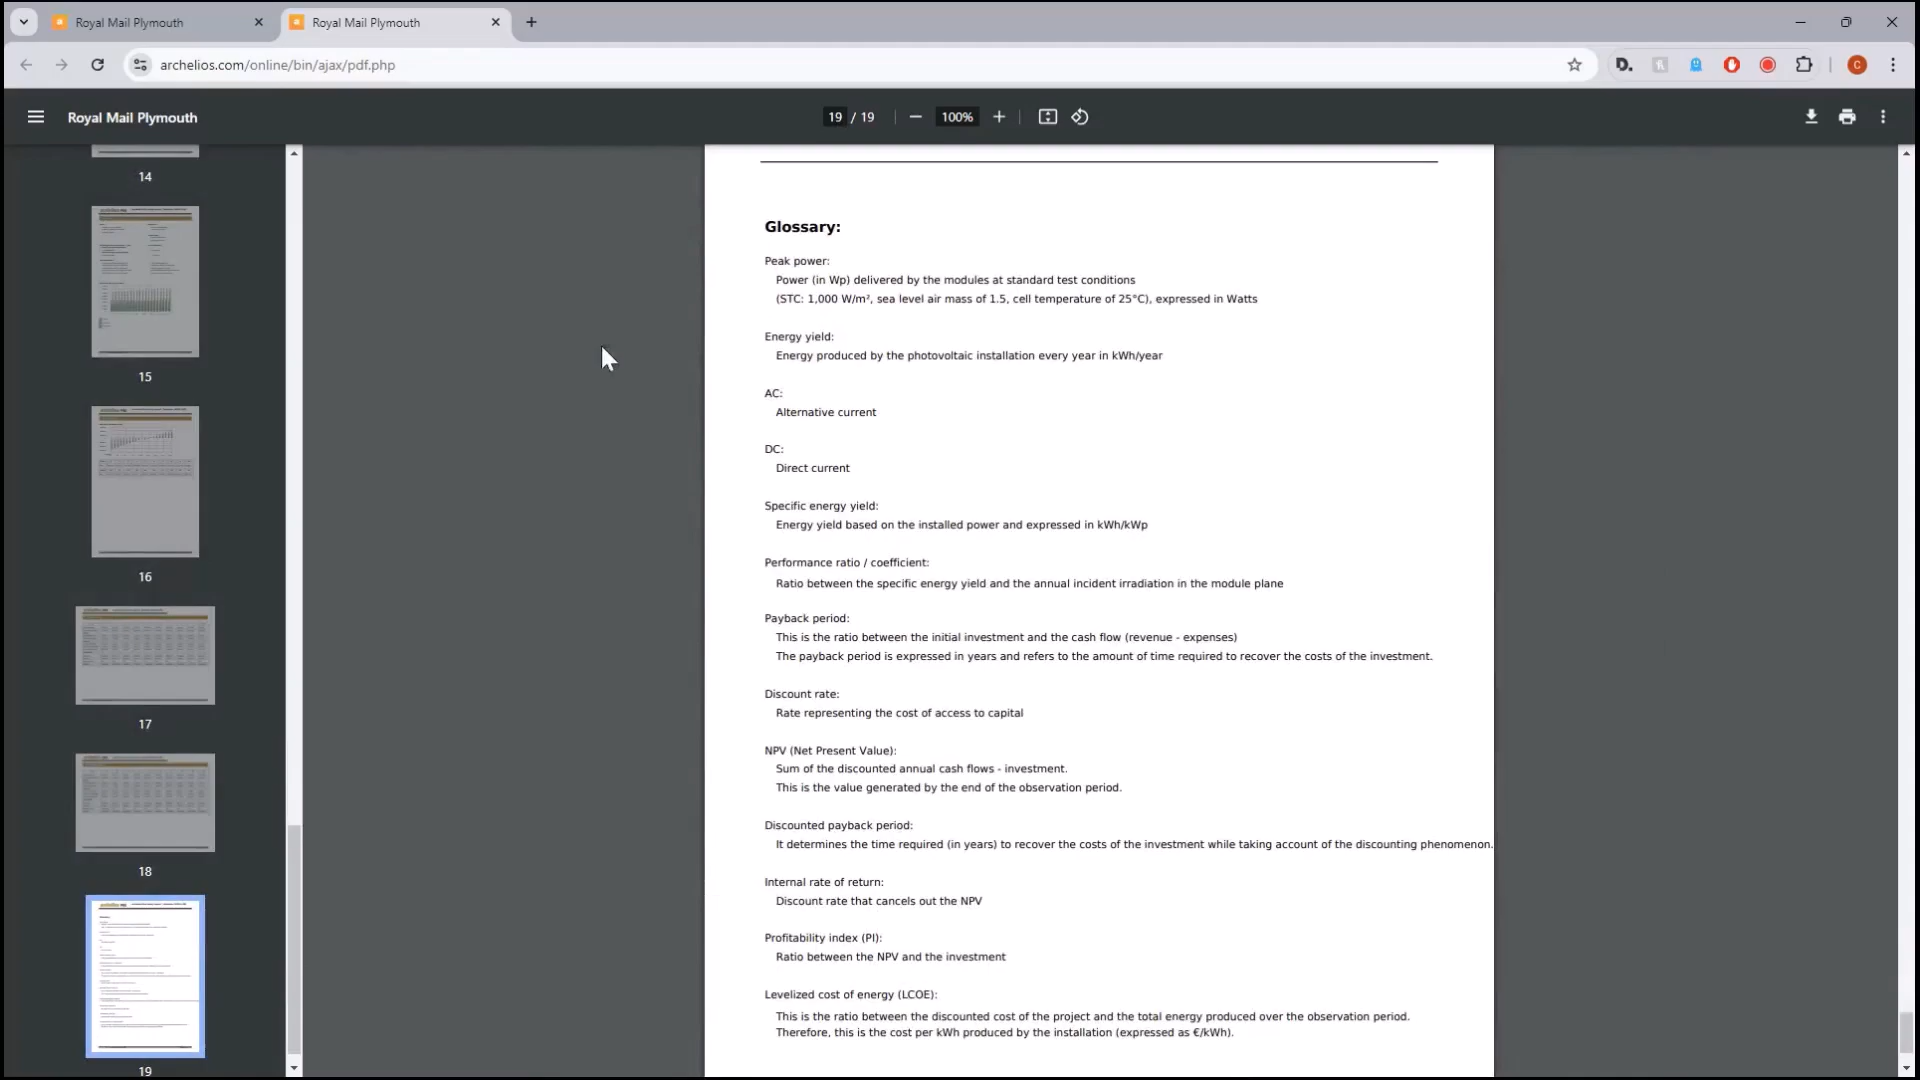 Royal Mail Plymouth
Royal Mail Plymouth
archelios.com/online/bin/ajax/pdf.php
D.
C
Royal Mail Plymouth
19 / 19
100%
14
15
16
17
18
19
Glossary:
Peak power:
Power (in Wp) delivered by the modules at standard test conditions
(STC: 1,000 W/m², sea level air mass of 1.5, cell temperature of 25°C), expressed in Watts
Energy yield:
Energy produced by the photovoltaic installation every year in kWh/year
AC:
Alternative current
DC:
Direct current
Specific energy yield:
Energy yield based on the installed power and expressed in kWh/kWp
Performance ratio / coefficient:
Ratio between the specific energy yield and the annual incident irradiation in the module plane
Payback period:
This is the ratio between the initial investment and the cash flow (revenue - expenses)
The payback period is expressed in years and refers to the amount of time required to recover the costs of the investment.
Discount rate:
Rate representing the cost of access to capital
NPV (Net Present Value):
Sum of the discounted annual cash flows - investment.
This is the value generated by the end of the observation period.
Discounted payback period:
It determines the time required (in years) to recover the costs of the investment while taking account of the discounting phenomenon.
Internal rate of return:
Discount rate that cancels out the NPV
Profitability index (PI):
Ratio between the NPV and the investment
Levelized cost of energy (LCOE):
This is the ratio between the discounted cost of the project and the total energy produced over the observation period.
Therefore, this is the cost per kWh produced by the installation (expressed as €/kWh).